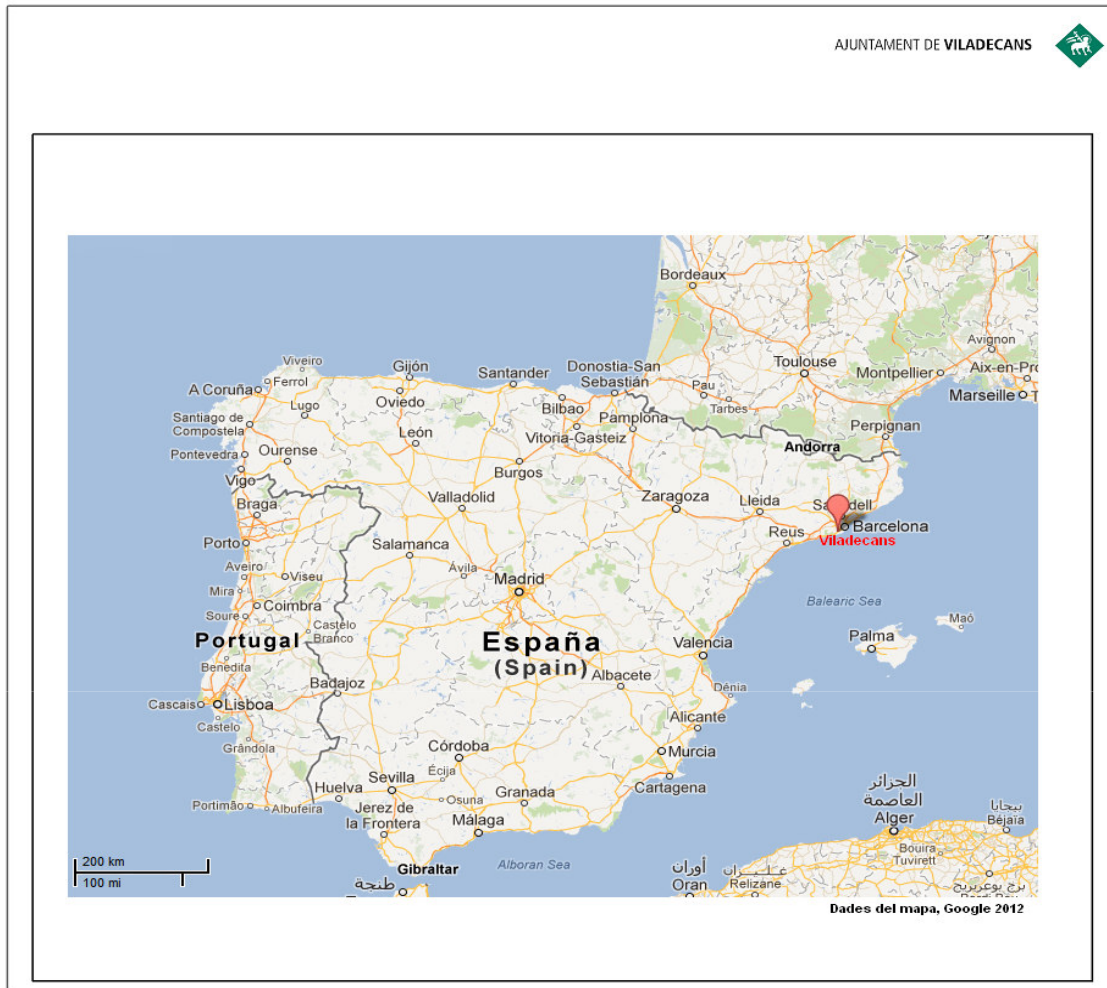 AJUNTAMENT DE VILADECANS
Bordeaux
Avignon
Toulouse
Montpellier
Aix-en-Pro
Marseille
Viveiro
Gijón
Santander
Donostia-San
Sebastián
Pau
Tarbes
A Coruña
Ferrol
Oviedo
Bilbao
Lugo
Pamplona
Perpignan
Santiago de
Compostela
León
Vitoria-Gasteiz
Andorra
Pontevedra
Ourense
Burgos
Vigo
Valladolid
Zaragoza
Lleida
Braga
Barcelona
Reus
Viladecans
Porto
Salamanca
Aveiro
Viseu
Ávila
Madrid
Mira
Coimbra
Balearic Sea
Soure
Maó
Castelo
Branco
Portugal
España
(Spain)
Valencia
Palma
Benedita
Albacete
Badajoz
Dénia
Cascais
Lisboa
Castelo
Alicante
Grândola
Córdoba
Murcia
Écija
Sevilla
Cartagena
Huelva
Osuna
Granada
Portimão
Albufeira
Jerez de
la Frontera
Málaga
الجزائر
العاصمة
Alger
بيجايا
Béjaïa
Bouira
Tuvirett
200 km
100 mi
Gibraltar
Alboran Sea
طنجة
أوران
Oran
غليزان
Relizane
برج بوعريريج
Dades del mapa, Google 2012